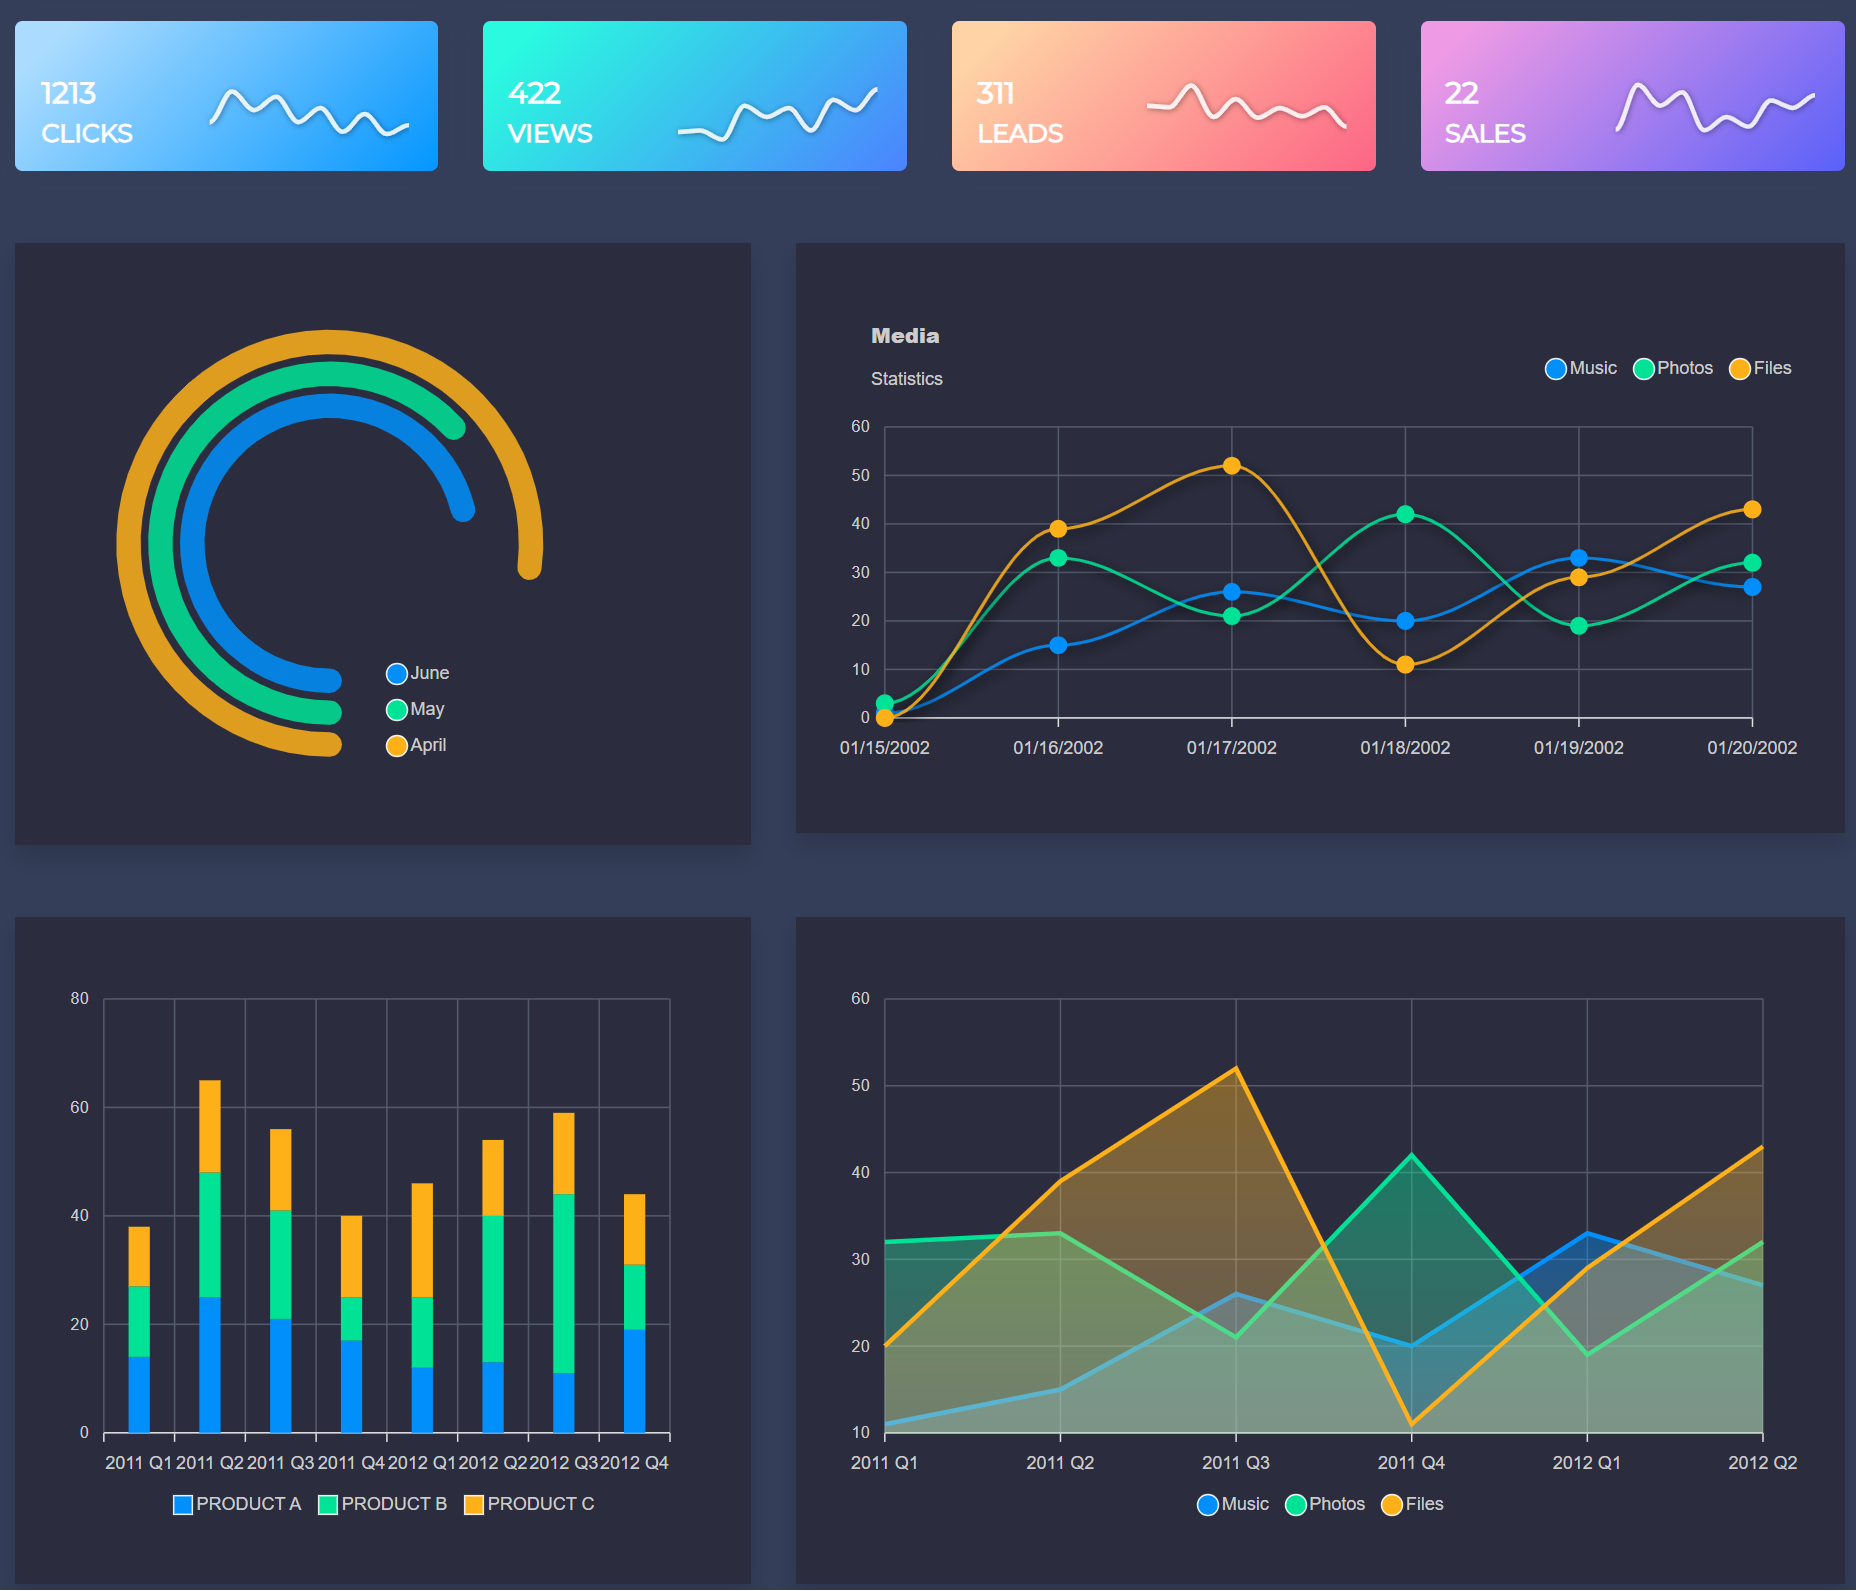 1213
CLICKS
422
VIEWS
311
LEADS
22
SALES
June
May
April
Media
Statistics
Music Photos Files
60
50
40
30
20
10
0
01/15/2002 01/16/2002 01/17/2002 01/18/2002 01/19/2002 01/20/2002
80
60
40
20
0
2011 Q1 2011 Q2 2011 Q3 2011 Q4 2012 Q1 2012 Q2 2012 Q3 2012 Q4
PRODUCT A PRODUCT B PRODUCT C
60
50
40
30
20
10
2011 Q1 2011 Q2 2011 Q3 2011 Q4 2012 Q1 2012 Q2
Music Photos Files